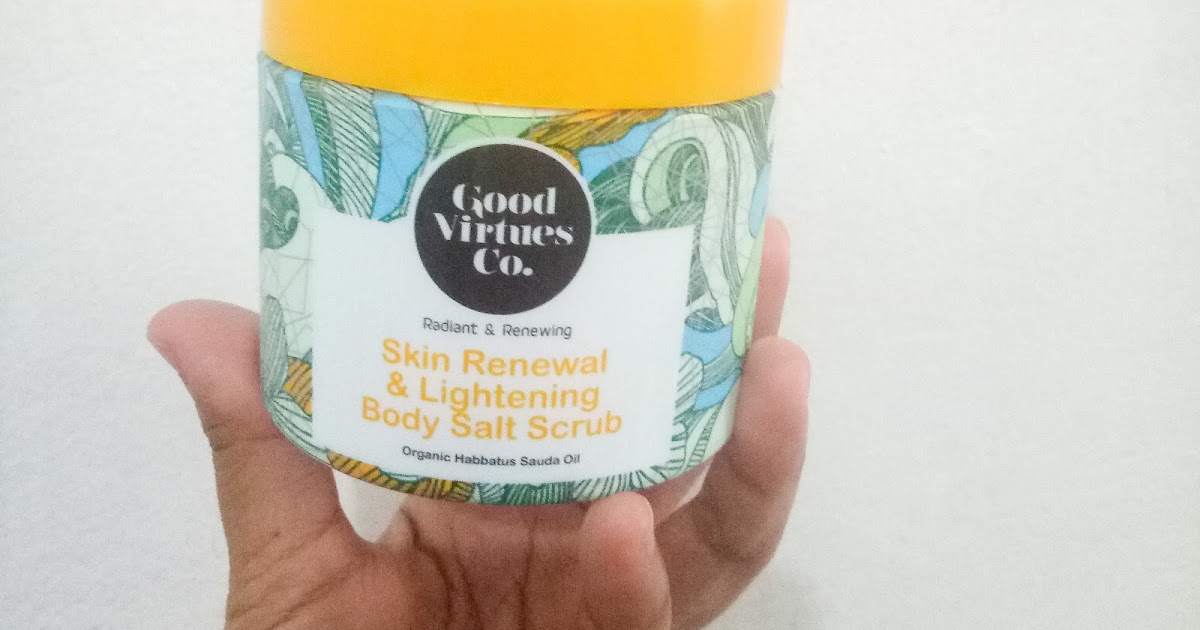 Good
Virtues
Co.
Radiant & Renewing
Skin Renewal
& Lightening
Body Salt Scrub
Organic Habbatus Sauda Oil